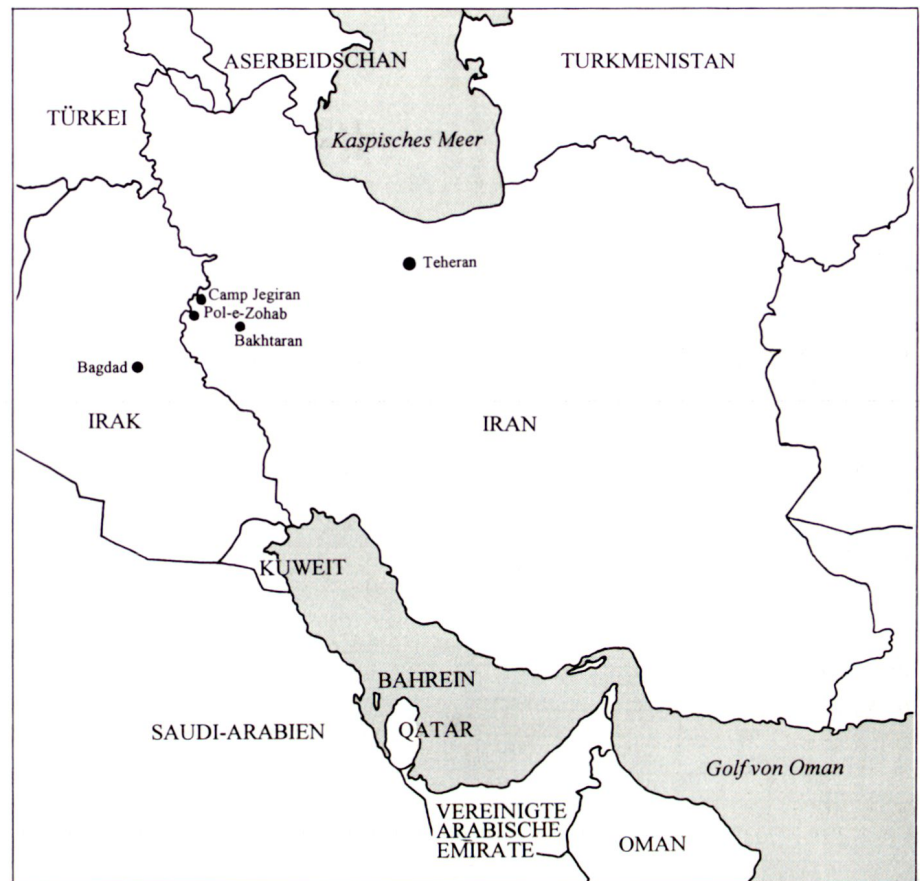 ASERBEIDSCHAN
TURKMENISTAN
TÜRKEI
Kaspisches Meer
Teheran
Camp Jegiran
Pol-e-Zohab
Bakhtaran
Bagdad
IRAK
IRAN
KUWEIT
BAHREIN
SAUDI-ARABIEN
QATAR
Golf von Oman
VEREINIGTE
ARABISCHE
EMIRATE
OMAN